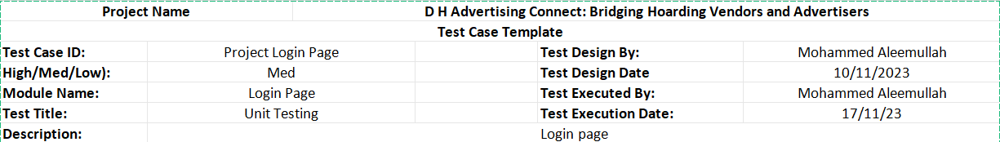 Project Name D H Advertising Connect: Bridging Hoarding Vendors and Advertisers
Test Case Template
Test Case ID: Project Login Page Test Design By: Mohammed Aleemullah
High/Med/Low): Med Test Design Date 10/11/2023
Module Name: Login Page Test Executed By: Mohammed Aleemullah
Test Title: Unit Testing Test Execution Date: 17/11/23
Description: Login page